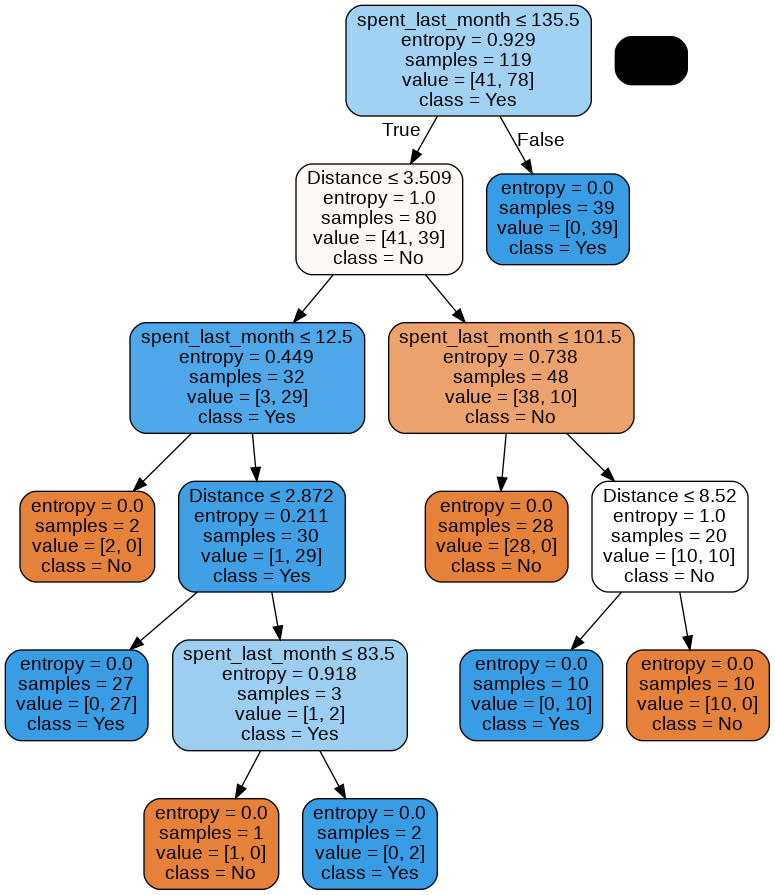 spent_last_month ≤ 135.5
entropy = 0.929
samples = 119
value = [41, 78]
class = Yes
True
False
Distance ≤ 3.509
entropy = 1.0
samples = 80
value = [41, 39]
class = No
entropy = 0.0
samples = 39
value = [0, 39]
class = Yes
spent_last_month ≤ 12.5
entropy = 0.449
samples = 32
value = [3, 29]
class = Yes
spent_last_month ≤ 101.5
entropy = 0.738
samples = 48
value = [38, 10]
class = No
entropy = 0.0
samples = 2
value = [2, 0]
class = No
Distance ≤ 2.872
entropy = 0.211
samples = 30
value = [1, 29]
class = Yes
entropy = 0.0
samples = 28
value = [28, 0]
class = No
Distance ≤ 8.52
entropy = 1.0
samples = 20
value = [10, 10]
class = No
entropy = 0.0
samples = 27
value = [0, 27]
class = Yes
spent_last_month ≤ 83.5
entropy = 0.918
samples = 3
value = [1, 2]
class = Yes
entropy = 0.0
samples = 10
value = [0, 10]
class = Yes
entropy = 0.0
samples = 10
value = [10, 0]
class = No
entropy = 0.0
samples = 1
value = [1, 0]
class = No
entropy = 0.0
samples = 2
value = [0, 2]
class = Yes